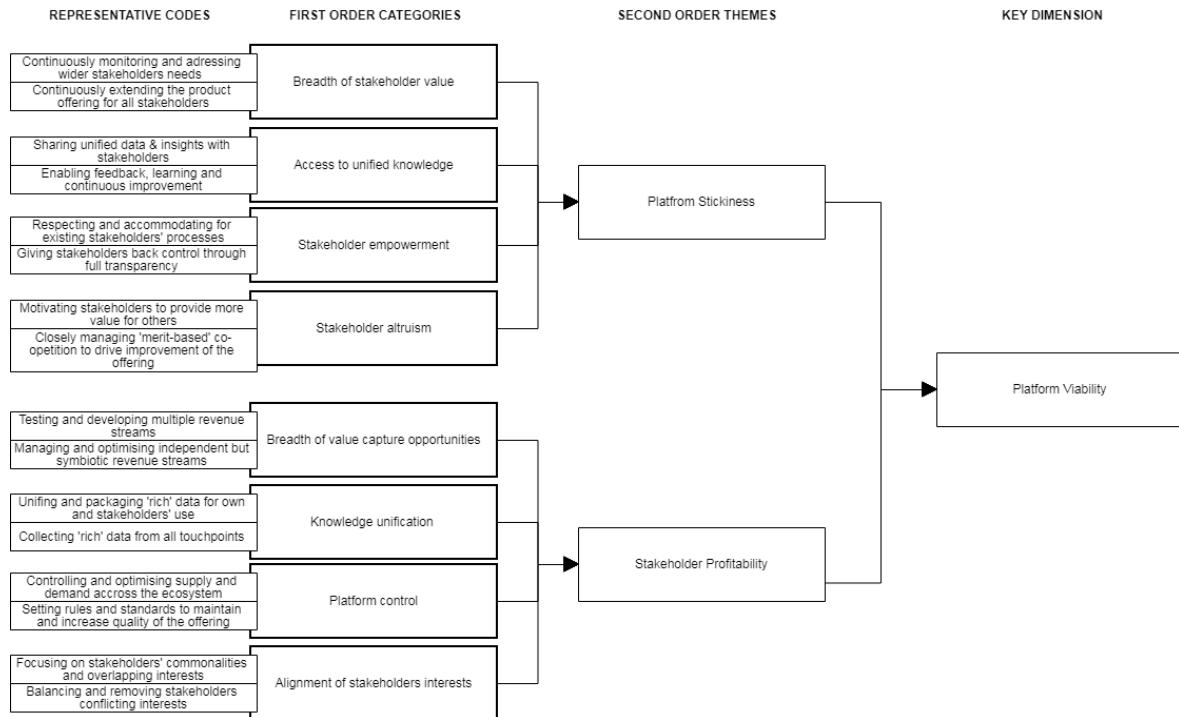 REPRESENTATIVE CODES
FIRST ORDER CATEGORIES
SECOND ORDER THEMES
KEY DIMENSION
Continuously monitoring and adressing
wider stakeholders needs
Continuously extending the product
offering for all stakeholders
Breadth of stakeholder value
Sharing unified data & insights with
stakeholders
Enabling feedback, learning and
continuous improvement
Access to unified knowledge
Respecting and accommodating for
existing stakeholders' processes
Giving stakeholders back control through
full transparency
Stakeholder empowerment
Motivating stakeholders to provide more
value for others
Closely managing 'merit-based' co-
opetition to drive improvement of the
offering
Stakeholder altruism
Platfrom Stickiness
Testing and developing multiple revenue
streams
Managing and optimising independent but
symbiotic revenue streams
Breadth of value capture opportunities
Unifing and packaging 'rich' data for own
and stakeholders' use
Collecting 'rich' data from all touchpoints
Knowledge unification
Controlling and optimising supply and
demand accross the ecosystem
Setting rules and standards to maintain
and increase quality of the offering
Platform control
Focusing on stakeholders' commonalities
and overlapping interests
Balancing and removing stakeholders
conflicting interests
Alignment of stakeholders interests
Stakeholder Profitability
Platform Viability